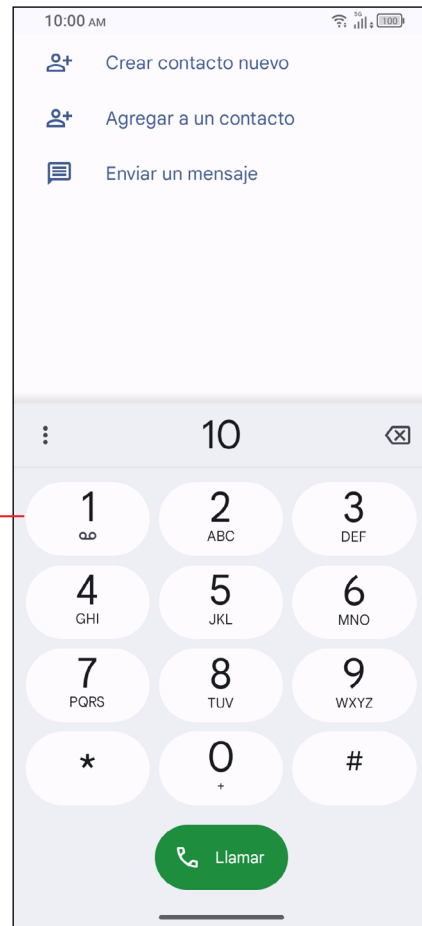 10:00 AM 5G 100
Crear contacto nuevo
Agregar a un contacto
Enviar un mensaje
10
1 2 3
ABC DEF
4 5 6
GHI JKL MNO
7 8 9
PQRS TUV WXYZ
* 0 #
+
Llamar